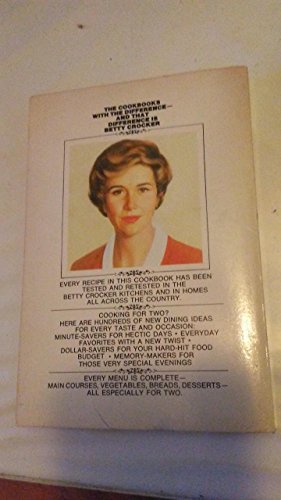 THE COOKBOOKS
WITH THE DIFFERENCE—
AND THAT
DIFFERENCE IS
BETTY CROCKER
EVERY RECIPE IN THIS COOKBOOK HAS BEEN
TESTED AND RETESTED IN THE
BETTY CROCKER KITCHENS AND IN HOMES
ALL ACROSS THE COUNTRY.
COOKING FOR TWO?
HERE ARE HUNDREDS OF NEW DINING IDEAS
FOR EVERY TASTE AND OCCASION:
MINUTE-SAVERS FOR HECTIC DAYS • EVERYDAY
FAVORITES WITH A NEW TWIST •
DOLLAR-SAVERS FOR YOUR HARD-HIT FOOD
BUDGET • MEMORY-MAKERS FOR
THOSE VERY SPECIAL EVENINGS
EVERY MENU IS COMPLETE—
MAIN COURSES, VEGETABLES, BREADS, DESSERTS—
ALL ESPECIALLY FOR TWO.